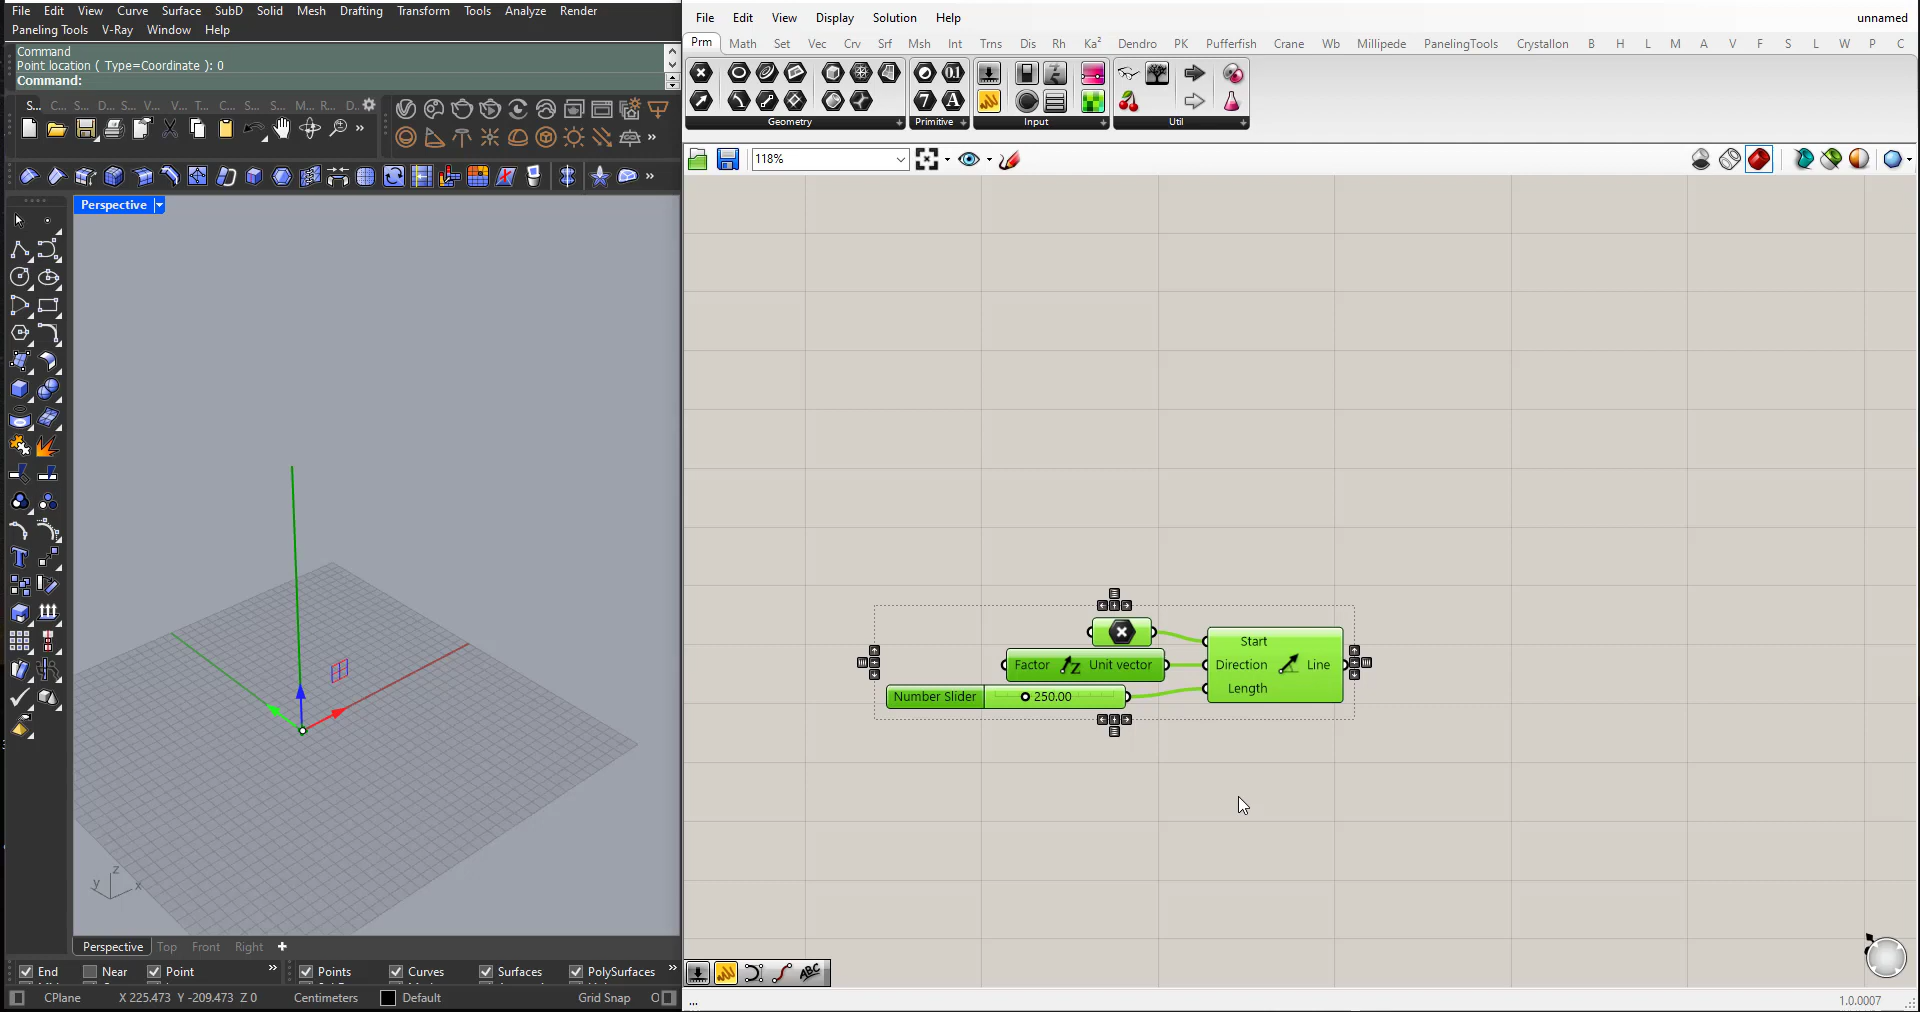 File Edit View Curve Surface SubD Solid Mesh Drafting Transform Tools Analyze Render
Paneling Tools V-Ray Window Help
Command
Point location ( Type=Coordinate ): 0
Command:
S... C... S... D... S... V... V... T... C... S... S... M... R... D.
Perspective
z
y x
Perspective Top Front Right
End Near Point Points Curves Surfaces PolySurfaces
CPlane X 225.473 Y -209.473 Z 0 Centimeters Default Grid Snap O
File Edit View Display Solution Help unnamed
Prm Math Set Vec Crv Srf Msh Int Trns Dis Rh Ka² Dendro PK Pufferfish Crane Wb Millipede PanelingTools Crystallon B H L M A V F S L W P C
Geometry Primitive Input Util
118%
Start
Factor Z Unit vector Direction Line
Number Slider 250.00 Length
ABC
... 1.0.0007